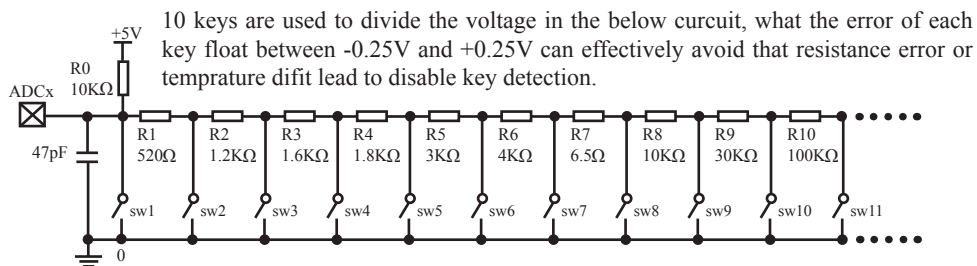 10 keys are used to divide the voltage in the below curcuit, what the error of each
key float between -0.25V and +0.25V can effectively avoid that resistance error or
temprature difit lead to disable key detection.
+5V
R0
10KΩ
ADCx
47pF
R1 R2 R3 R4 R5 R6 R7 R8 R9 R10
520Ω 1.2KΩ 1.6KΩ 1.8KΩ 3KΩ 4KΩ 6.5Ω 10KΩ 30KΩ 100KΩ
sw1 sw2 sw3 sw4 sw5 sw6 sw7 sw8 sw9 sw10 sw11
0